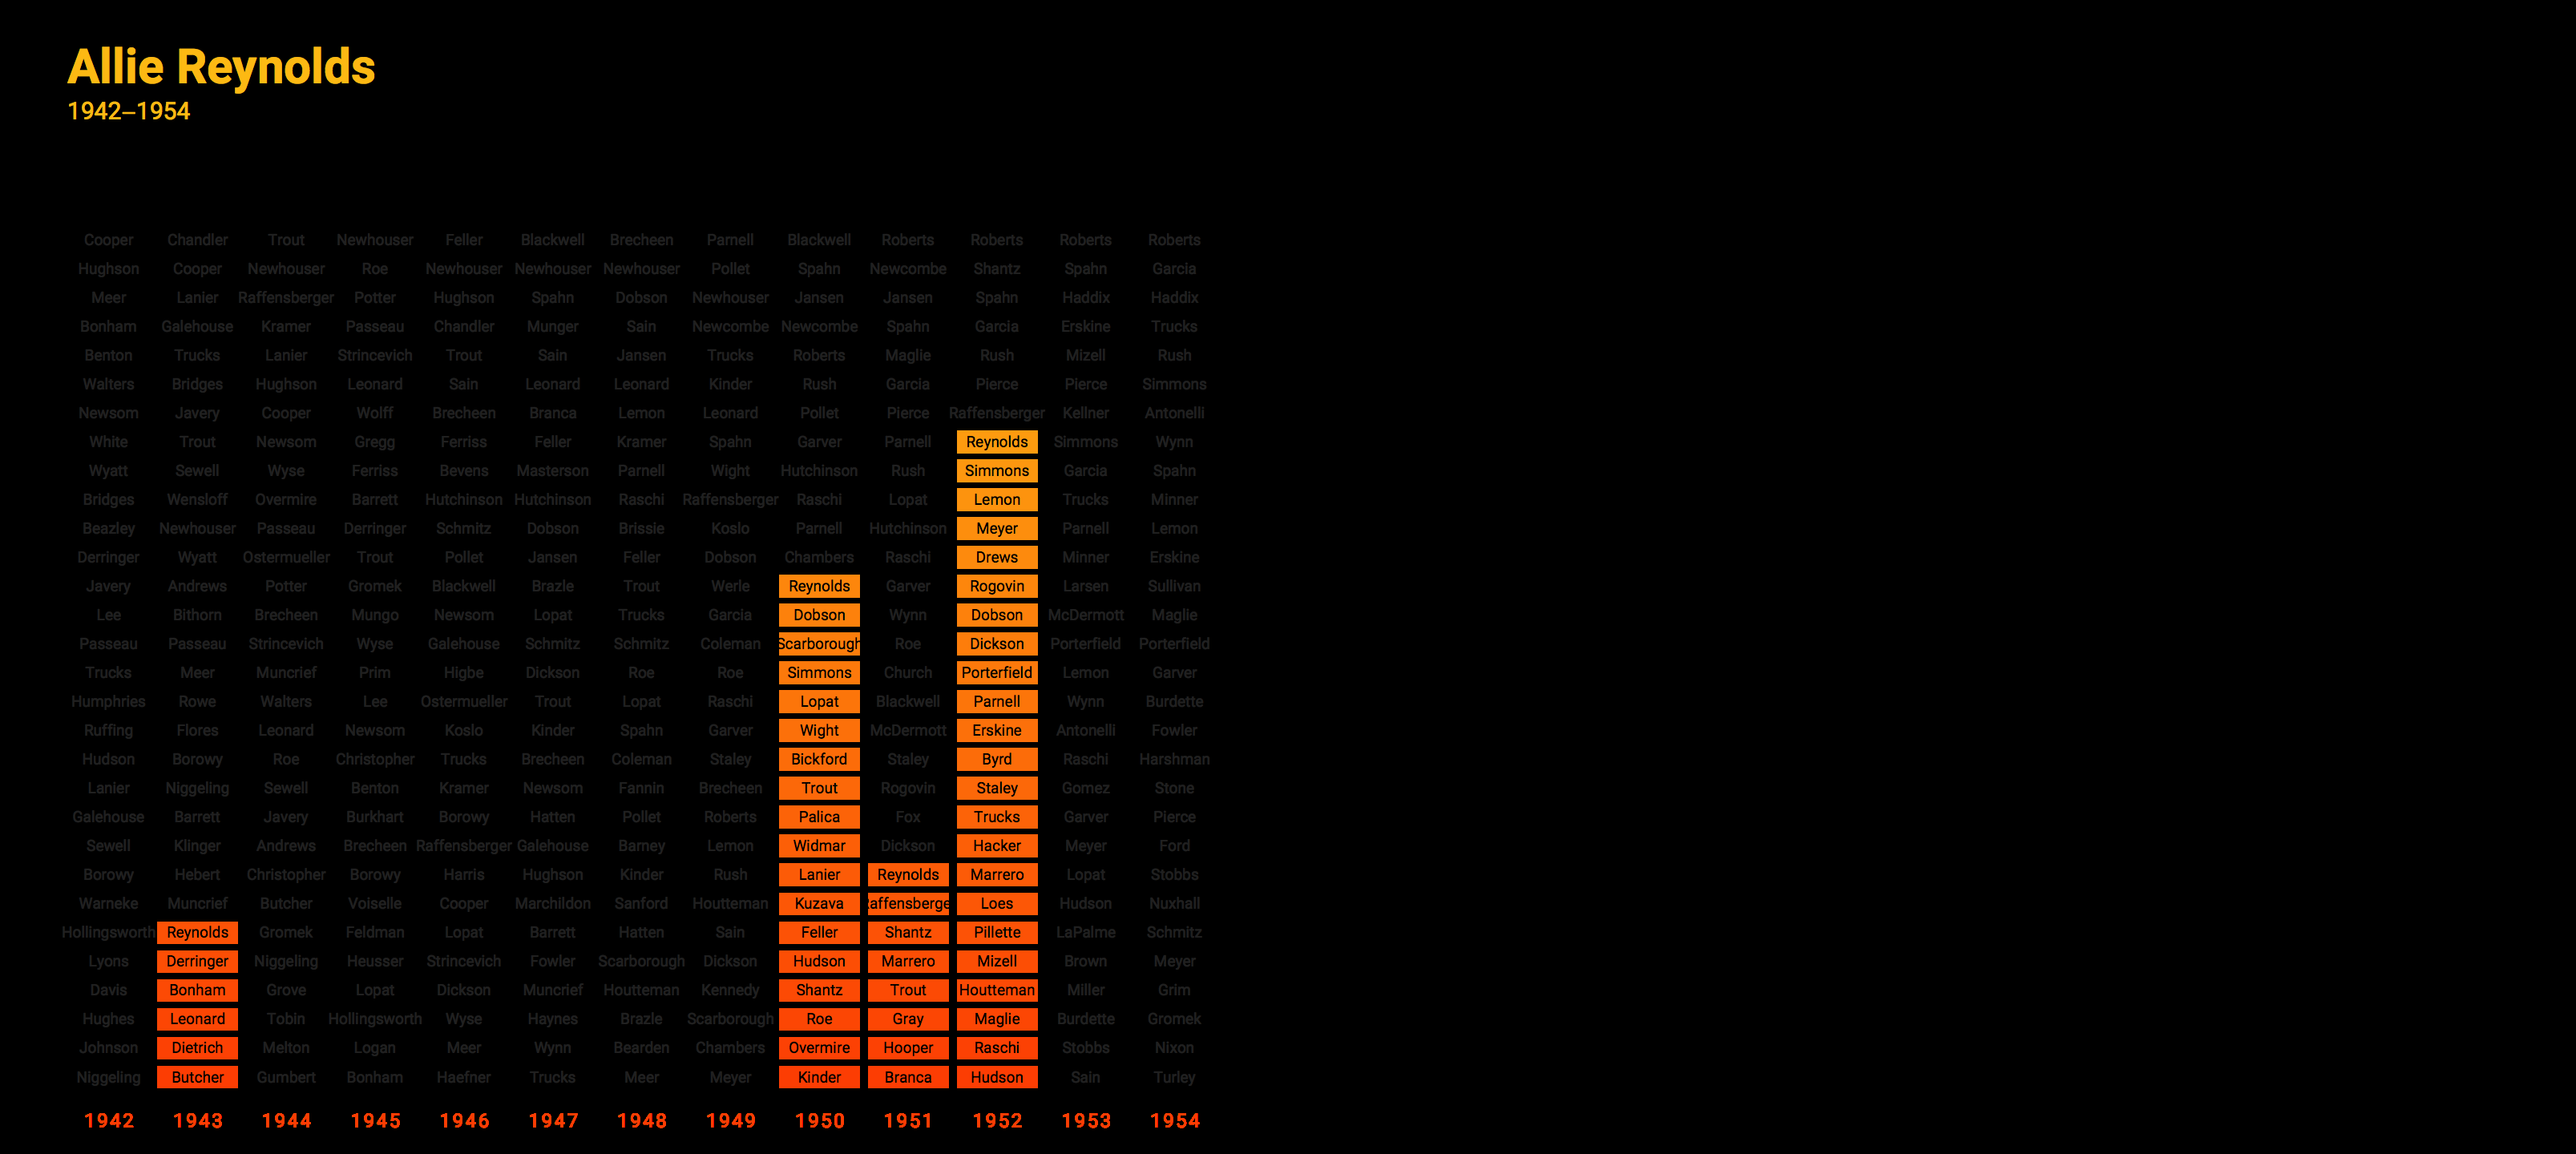 Allie Reynolds
1942–1954
Cooper Chandler Trout Newhouser Feller Blackwell Brecheen Parnell Blackwell Roberts Roberts Roberts Roberts
Hughson Cooper Newhouser Roe Newhouser Newhouser Newhouser Pollet Spahn Newcombe Shantz Spahn Garcia
Meer Lanier Raffensberger Potter Hughson Spahn Dobson Newhouser Jansen Jansen Spahn Haddix Haddix
Bonham Galehouse Kramer Passeau Chandler Munger Sain Newcombe Newcombe Spahn Garcia Erskine Trucks
Benton Trucks Lanier Strincevich Trout Sain Jansen Trucks Roberts Maglie Rush Mizell Rush
Walters Bridges Hughson Leonard Sain Leonard Leonard Kinder Rush Garcia Pierce Pierce Simmons
Newsom Javery Cooper Wolff Brecheen Branca Lemon Leonard Pollet Pierce Raffensberger Kellner Antonelli
White Trout Newsom Gregg Ferriss Feller Kramer Spahn Garver Parnell Reynolds Simmons Wynn
Wyatt Sewell Wyse Ferriss Bevens Masterson Parnell Wight Hutchinson Rush Simmons Garcia Spahn
Bridges Wensloff Overmire Barrett Hutchinson Hutchinson Raschi Raffensberger Raschi Lopat Lemon Trucks Minner
Beazley Newhouser Passeau Derringer Schmitz Dobson Brissie Koslo Parnell Hutchinson Meyer Parnell Lemon
Derringer Wyatt Ostermueller Trout Pollet Jansen Feller Dobson Chambers Raschi Drews Minner Erskine
Javery Andrews Potter Gromek Blackwell Brazle Trout Werle Reynolds Garver Rogovin Larsen Sullivan
Lee Bithorn Brecheen Mungo Newsom Lopat Trucks Garcia Dobson Wynn Dobson McDermott Maglie
Passeau Passeau Strincevich Wyse Galehouse Schmitz Schmitz Coleman Scarborough Roe Dickson Porterfield Porterfield
Trucks Meer Muncrief Prim Higbe Dickson Roe Roe Simmons Church Porterfield Lemon Garver
Humphries Rowe Walters Lee Ostermueller Trout Lopat Raschi Lopat Blackwell Parnell Wynn Burdette
Ruffing Flores Leonard Newsom Koslo Kinder Spahn Garver Wight McDermott Erskine Antonelli Fowler
Hudson Borowy Roe Christopher Trucks Brecheen Coleman Staley Bickford Staley Byrd Raschi Harshman
Lanier Niggeling Sewell Benton Kramer Newsom Fannin Brecheen Trout Rogovin Staley Gomez Stone
Galehouse Barrett Javery Burkhart Borowy Hatten Pollet Roberts Palica Fox Trucks Garver Pierce
Sewell Klinger Andrews Brecheen Raffensberger Galehouse Barney Lemon Widmar Dickson Hacker Meyer Ford
Borowy Hebert Christopher Borowy Harris Hughson Kinder Rush Lanier Reynolds Marrero Lopat Stobbs
Warneke Muncrief Butcher Voiselle Cooper Marchildon Sanford Houtteman Kuzava affensberge Loes Hudson Nuxhall
Hollingsworth Reynolds Gromek Feldman Lopat Barrett Hatten Sain Feller Shantz Pillette LaPalme Schmitz
Lyons Derringer Niggeling Heusser Strincevich Fowler Scarborough Dickson Hudson Marrero Mizell Brown Meyer
Davis Bonham Grove Lopat Dickson Muncrief Houtteman Kennedy Shantz Trout Houtteman Miller Grim
Hughes Leonard Tobin Hollingsworth Wyse Haynes Brazle Scarborough Roe Gray Maglie Burdette Gromek
Johnson Dietrich Melton Logan Meer Wynn Bearden Chambers Overmire Hooper Raschi Stobbs Nixon
Niggeling Butcher Gumbert Bonham Haefner Trucks Meer Meyer Kinder Branca Hudson Sain Turley
1942 1943 1944 1945 1946 1947 1948 1949 1950 1951 1952 1953 1954